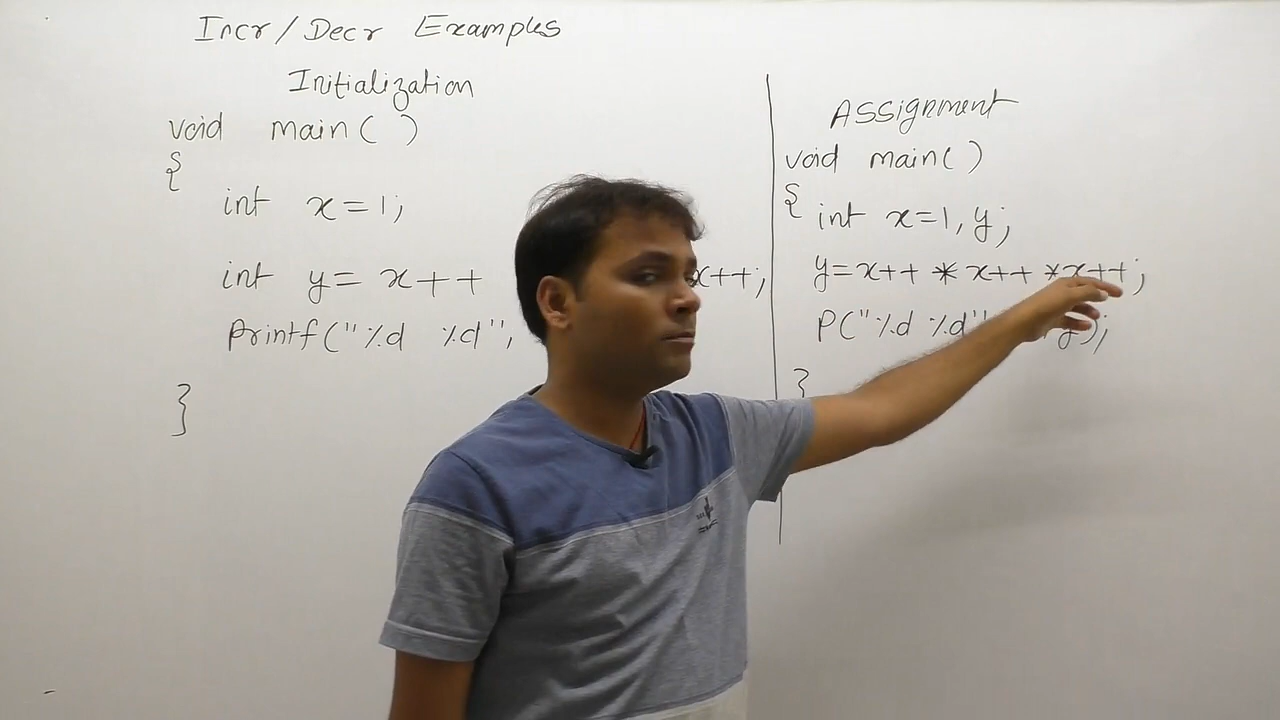 Incr/Decr Examples
Initialization
void main( )
{
int x=1;
int y= x++ x++;
Printf("%d %d",
}
Assignment
void main( )
{ int x=1, y;
y=x++ * x++ *x++;
P("%d %d" y);
}